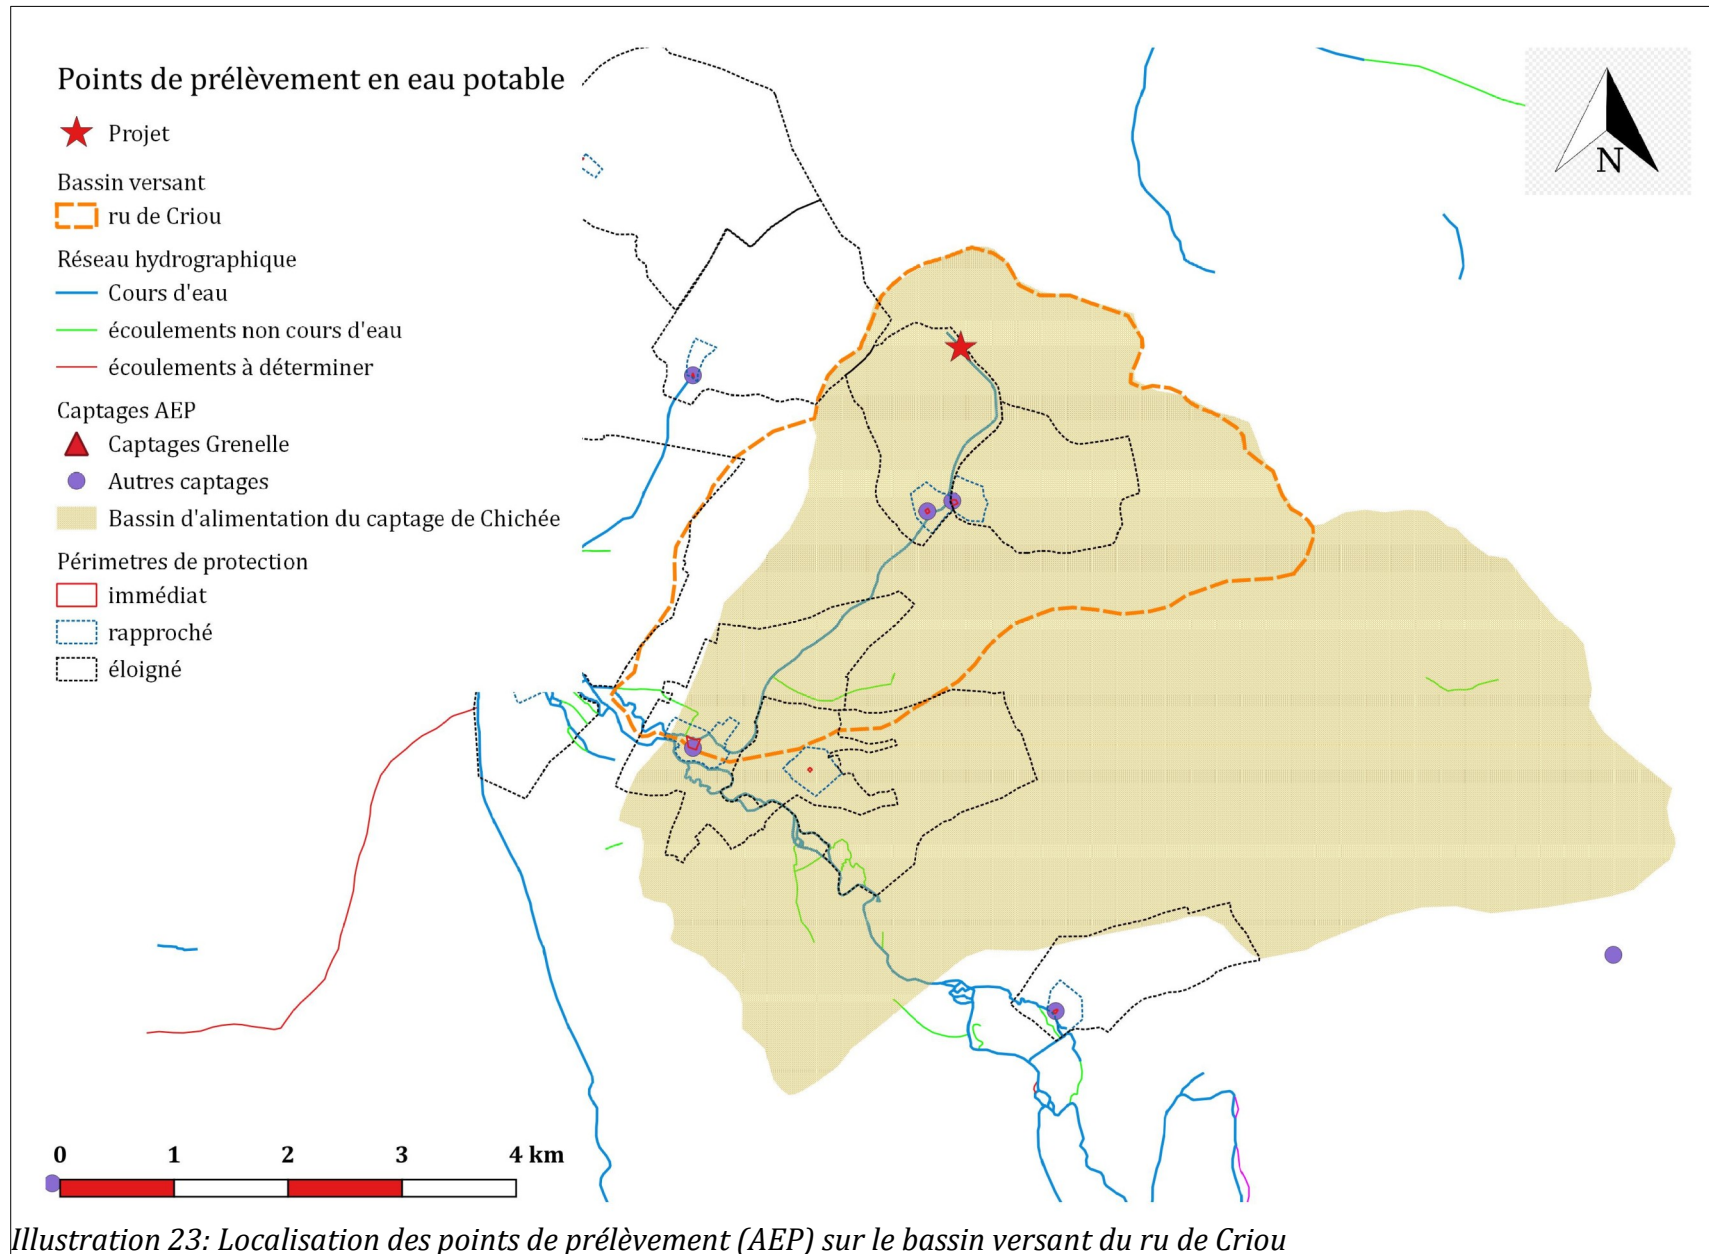 Points de prélèvement en eau potable
Projet
Bassin versant
ru de Criou
Réseau hydrographique
Cours d'eau
écoulements non cours d'eau
écoulements à déterminer
Captages AEP
Captages Grenelle
Autres captages
Bassin d'alimentation du captage de Chichée
Périmetres de protection
immédiat
rapproché
éloigné
N
0 1 2 3 4 km
Illustration 23: Localisation des points de prélèvement (AEP) sur le bassin versant du ru de Criou